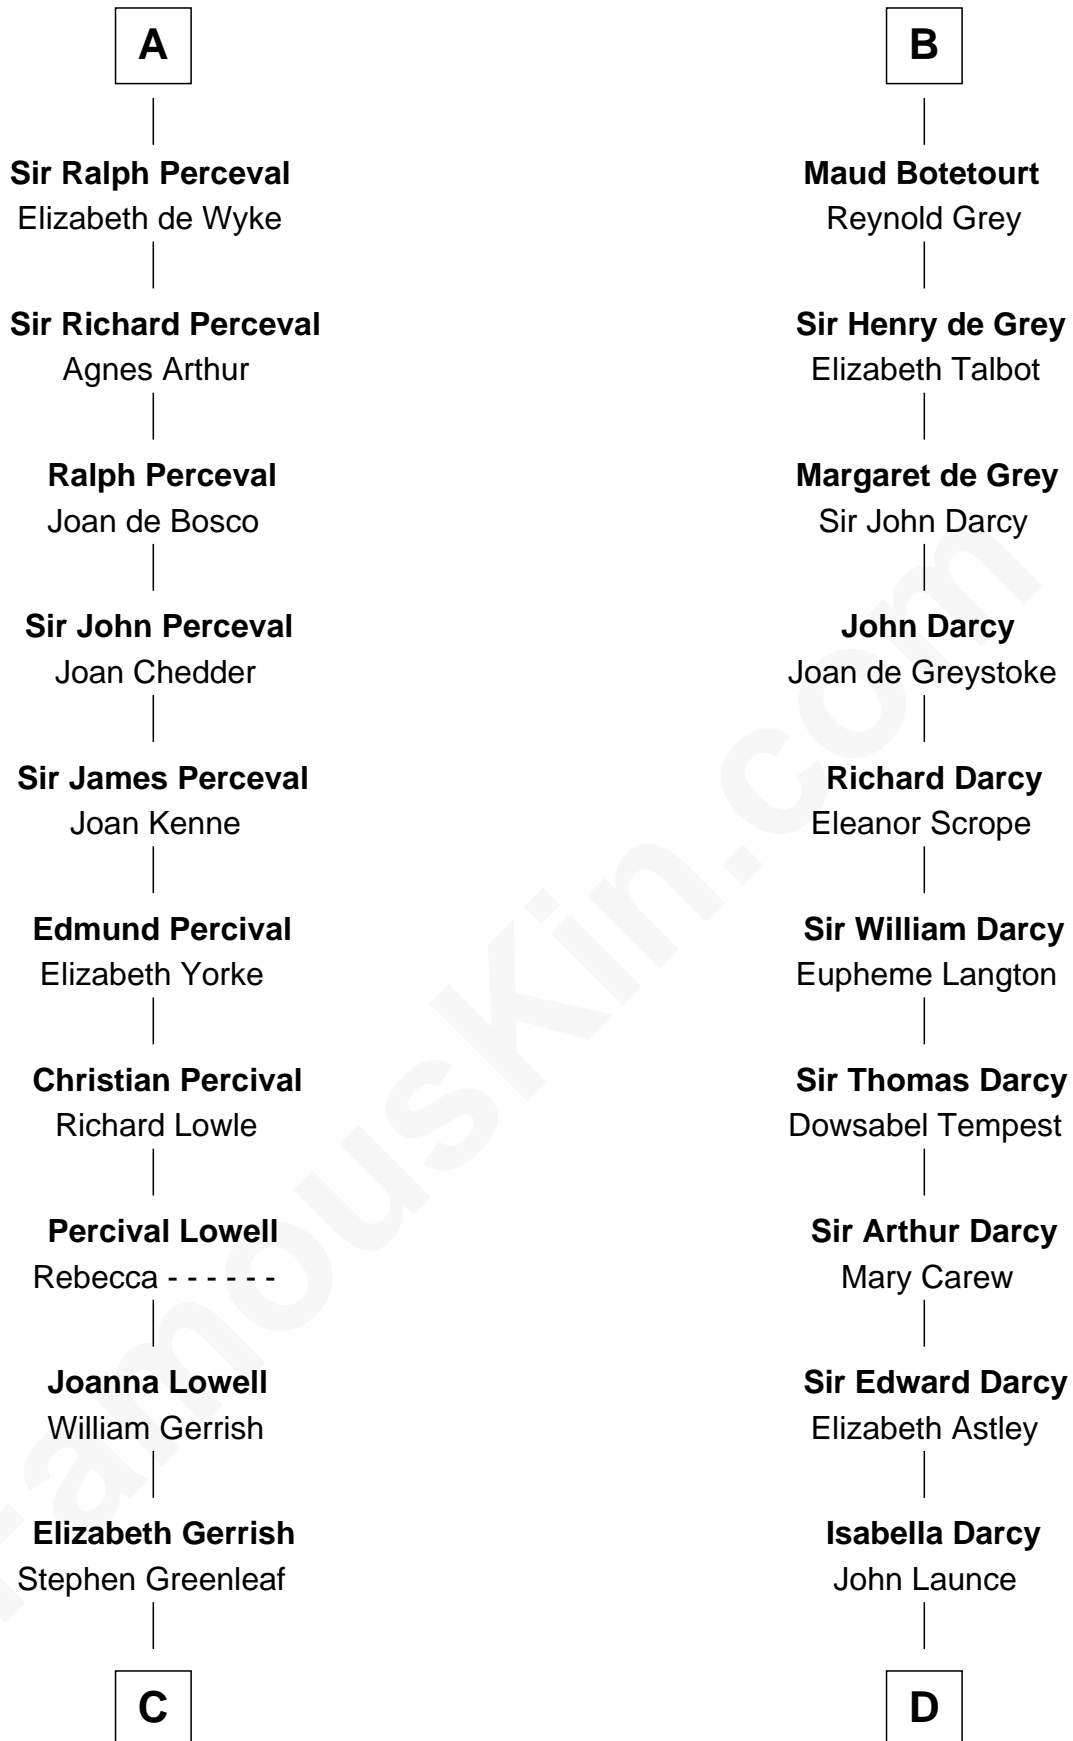 A
Sir Ralph Perceval
Elizabeth de Wyke
Sir Richard Perceval
Agnes Arthur
Ralph Perceval
Joan de Bosco
Sir John Perceval
Joan Chedder
Sir James Perceval
Joan Kenne
Edmund Percival
Elizabeth Yorke
Christian Percival
Richard Lowle
Percival Lowell
Rebecca - - - - - -
Joanna Lowell
William Gerrish
Elizabeth Gerrish
Stephen Greenleaf
C
B
Maud Botetourt
Reynold Grey
Sir Henry de Grey
Elizabeth Talbot
Margaret de Grey
Sir John Darcy
John Darcy
Joan de Greystoke
Richard Darcy
Eleanor Scrope
Sir William Darcy
Eupheme Langton
Sir Thomas Darcy
Dowsabel Tempest
Sir Arthur Darcy
Mary Carew
Sir Edward Darcy
Elizabeth Astley
Isabella Darcy
John Launce
D
FamousKin.com